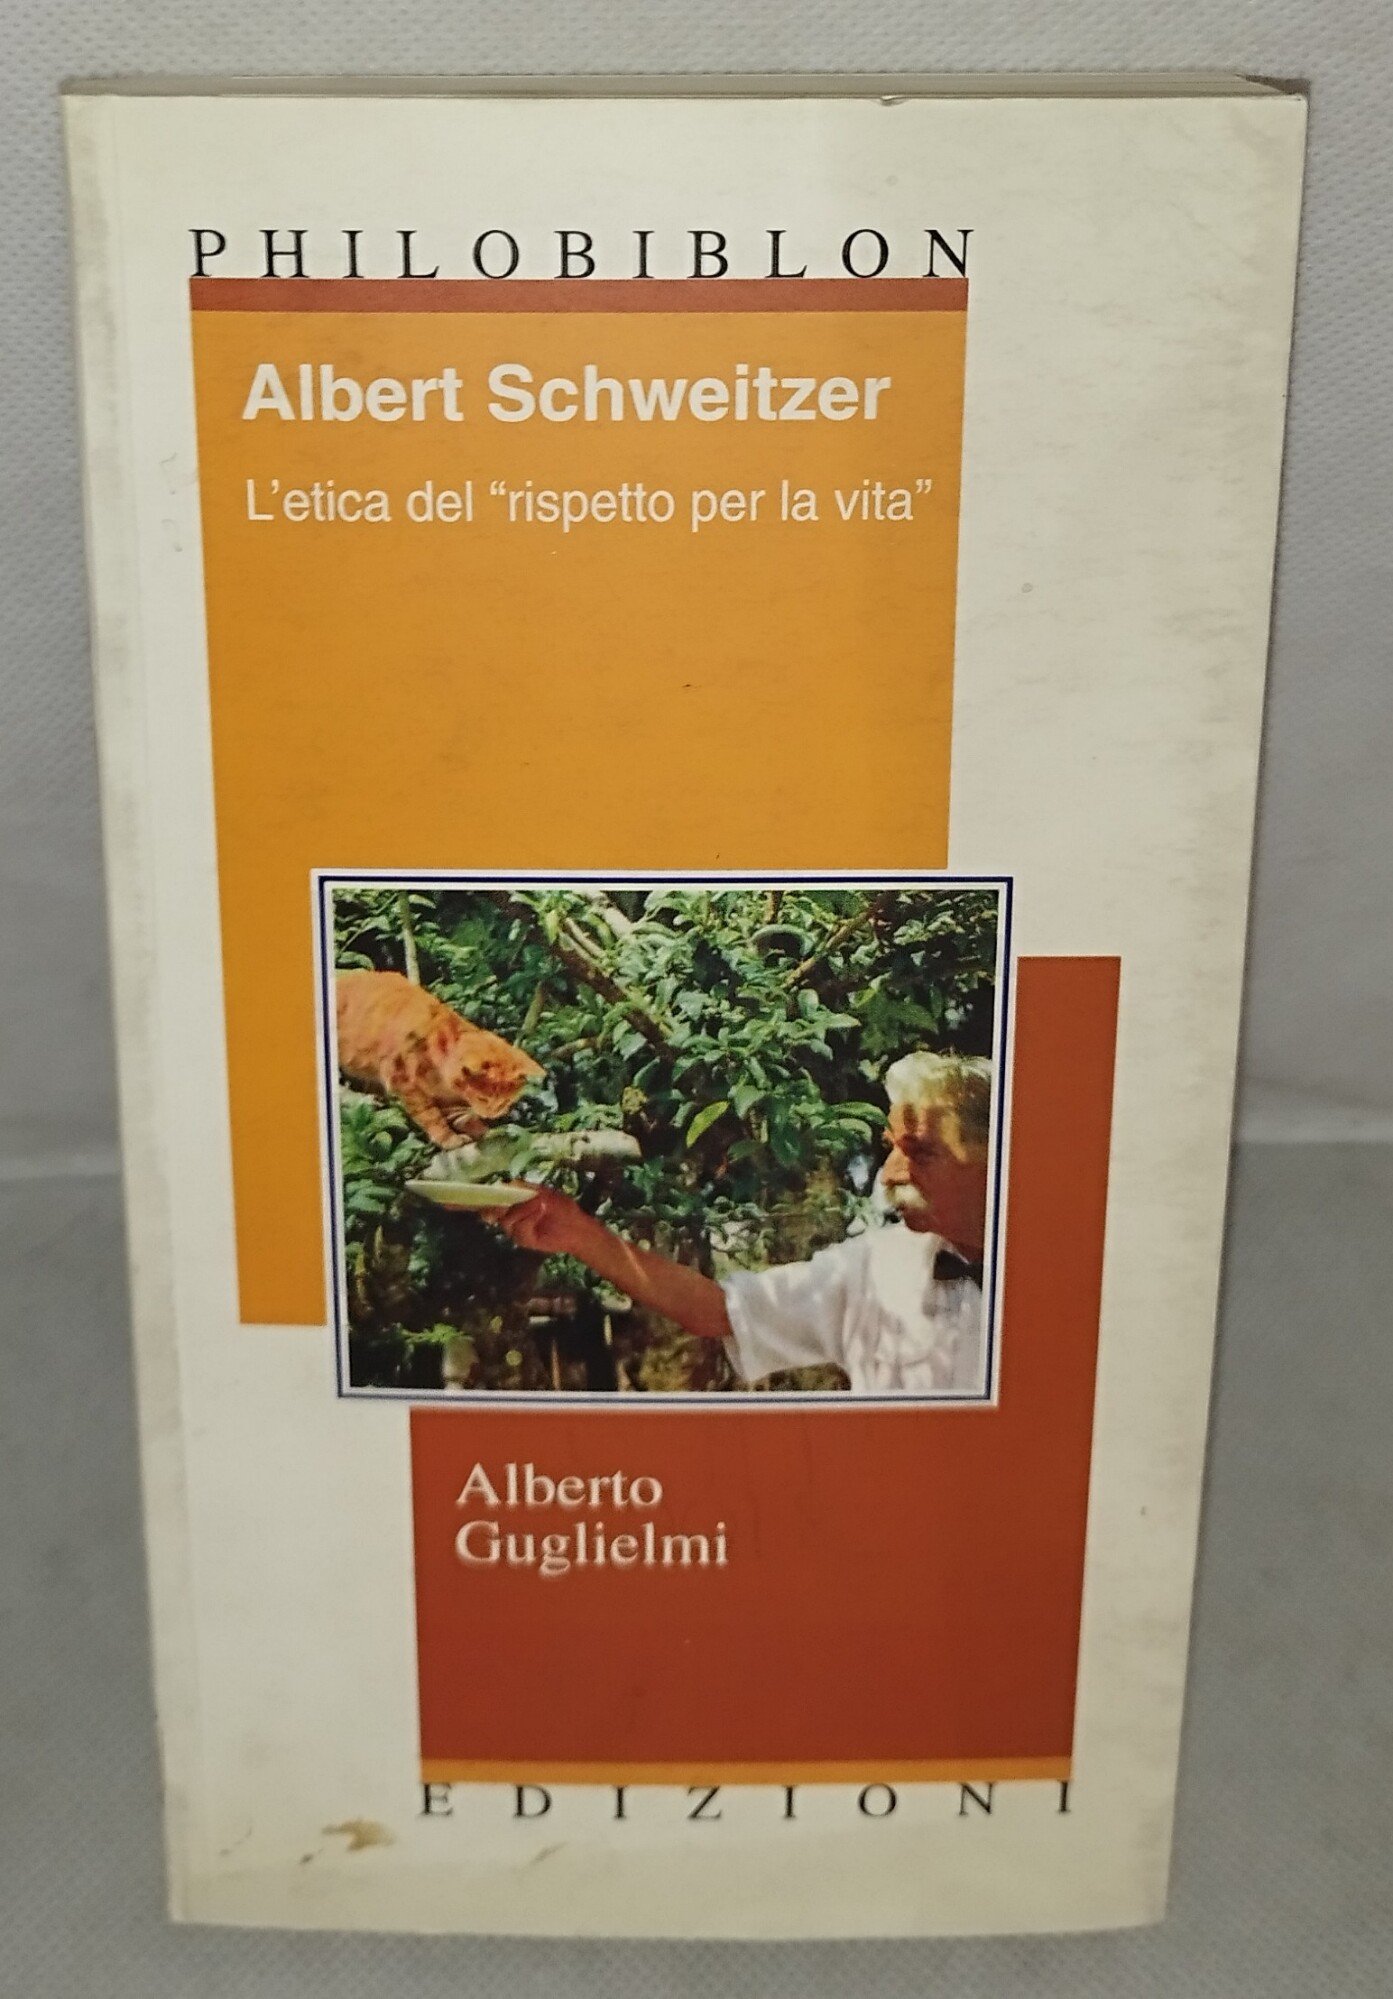 PHILOBIBLON
Albert Schweitzer
L'etica del “rispetto per la vita”
Alberto
Guglielmi
EDIZIONI